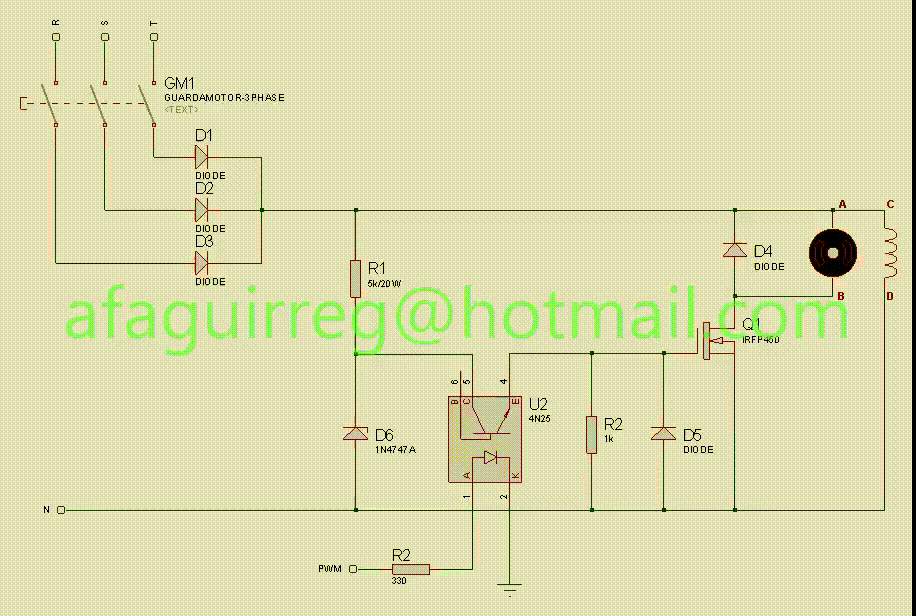 R S T
GM1
GUARDAMOTOR-3PHASE
<TEXT>
D1
DIODE
D2
DIODE
D3
DIODE
A C
D4
DIODE
R1
5k/20W
B D
afaguirreg@hotmail.com
Q1
IRFP460
6 5 4
B C E
U2
4N25
R2
1k
D6
1N4747A
D5
DIODE
A K
1 2
N
R2
PWM
330